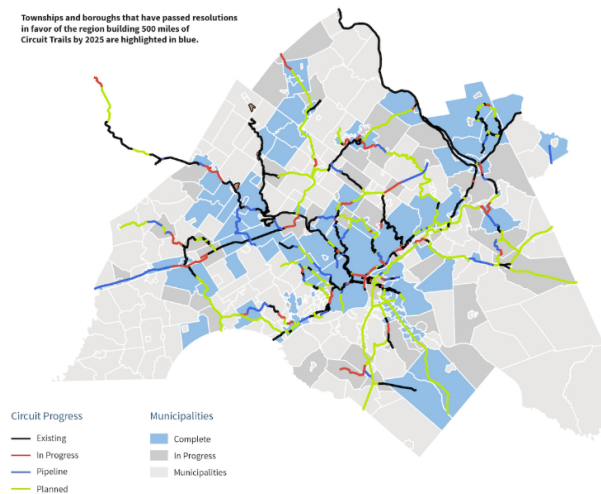 Townships and boroughs that have passed resolutions
in favor of the region building 500 miles of
Circuit Trails by 2025 are highlighted in blue.
Circuit Progress
Existing
In Progress
Pipeline
Planned
Municipalities
Complete
In Progress
Municipalities